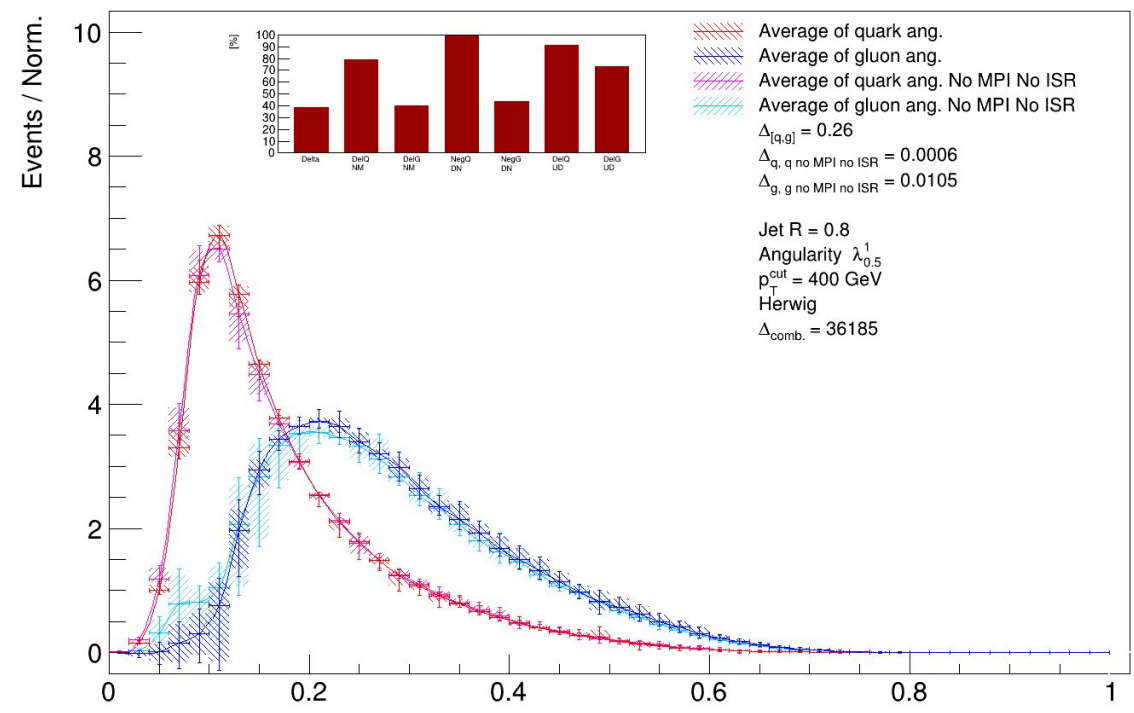 Events / Norm.
10
8
6
4
2
0
0
0.2
0.4
0.6
0.8
1
[%]
100
90
80
70
60
50
40
30
20
10
0
Delta
DelQ NM
DelG NM
NegQ DN
NegG DN
DelQ UD
DelG UD
Average of quark ang.
Average of gluon ang.
Average of quark ang. No MPI No ISR
Average of gluon ang. No MPI No ISR
Δ[q,g] = 0.26
Δq, q no MPI no ISR = 0.0006
Δg, g no MPI no ISR = 0.0105
Jet R = 0.8
Angularity λ¹0.5
pTcut = 400 GeV
Herwig
Δcomb. = 36185